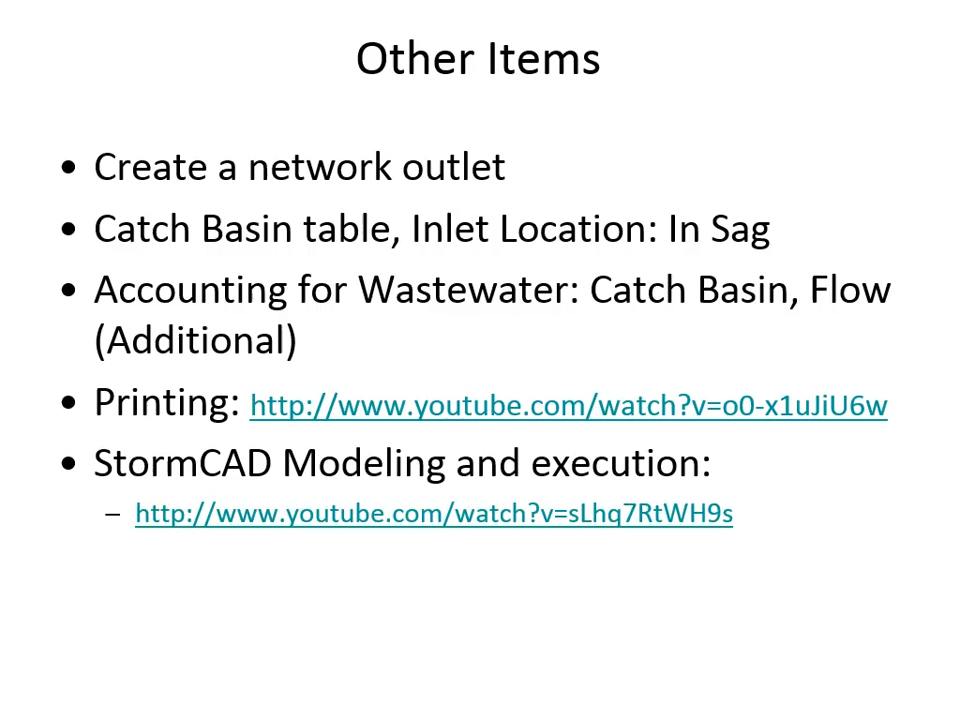 Other Items
• Create a network outlet
• Catch Basin table, Inlet Location: In Sag
• Accounting for Wastewater: Catch Basin, Flow
(Additional)
• Printing: http://www.youtube.com/watch?v=o0-x1uJiU6w
• StormCAD Modeling and execution:
– http://www.youtube.com/watch?v=sLhq7RtWH9s